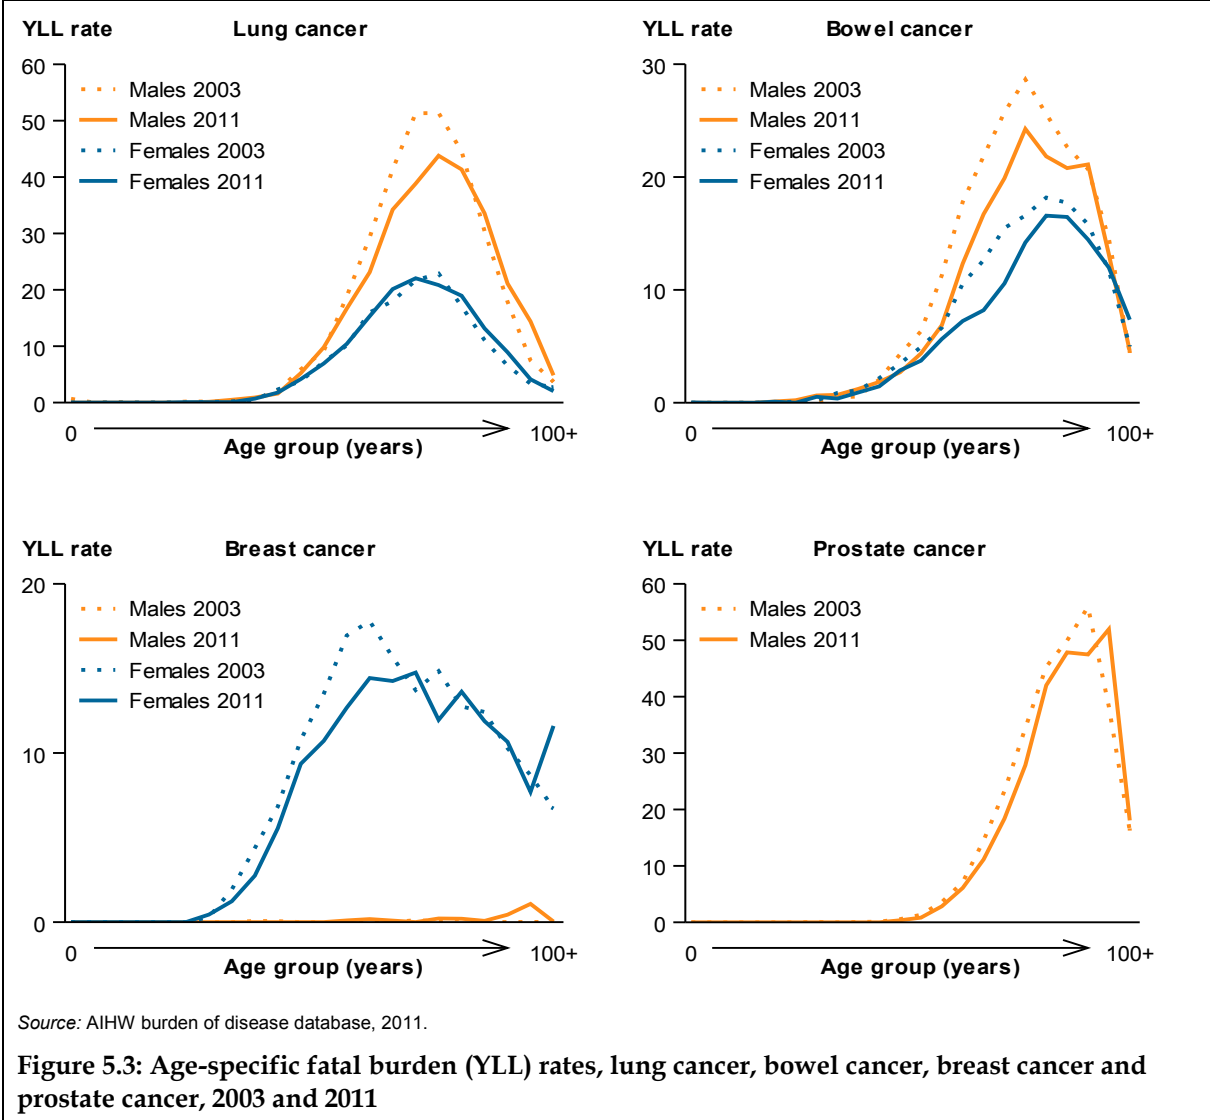 YLL rate Lung cancer
60
50
40
30
20
10
0
Males 2003
Males 2011
Females 2003
Females 2011
0 100+
Age group (years)
YLL rate Bowel cancer
30
20
10
0
Males 2003
Males 2011
Females 2003
Females 2011
0 100+
Age group (years)
YLL rate Breast cancer
20
10
0
Males 2003
Males 2011
Females 2003
Females 2011
0 100+
Age group (years)
YLL rate Prostate cancer
60
50
40
30
20
10
0
Males 2003
Males 2011
0 100+
Age group (years)
Source: AIHW burden of disease database, 2011.
Figure 5.3: Age-specific fatal burden (YLL) rates, lung cancer, bowel cancer, breast cancer and
prostate cancer, 2003 and 2011